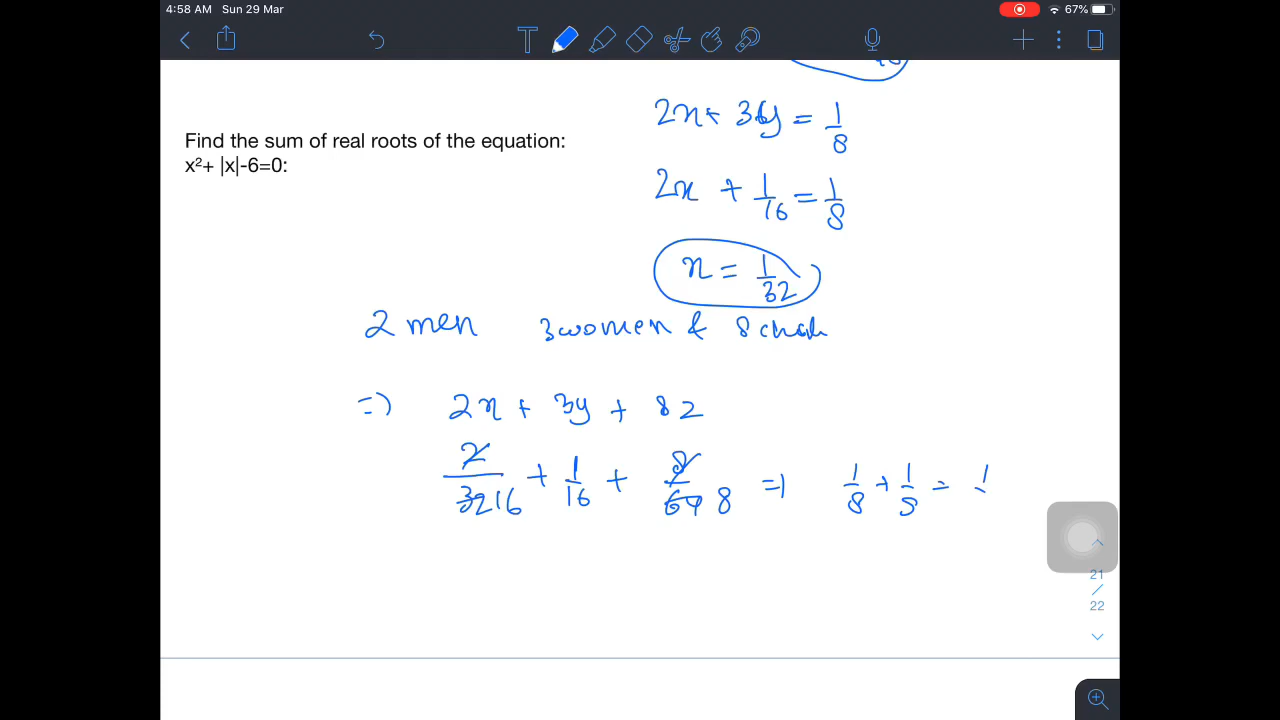 4:58 AM Sun 29 Mar
67%
Find the sum of real roots of the equation:
x²+ |x|-6=0:
2x + 3y = 1/8
2x + 1/16 = 1/8
x = 1/32
2 men 3 women & 8
=) 2x + 3y + 8z
2/32 16 + 1/16 + 8/64 8 =) 1/8 + 1/8 = 1
21
/
22